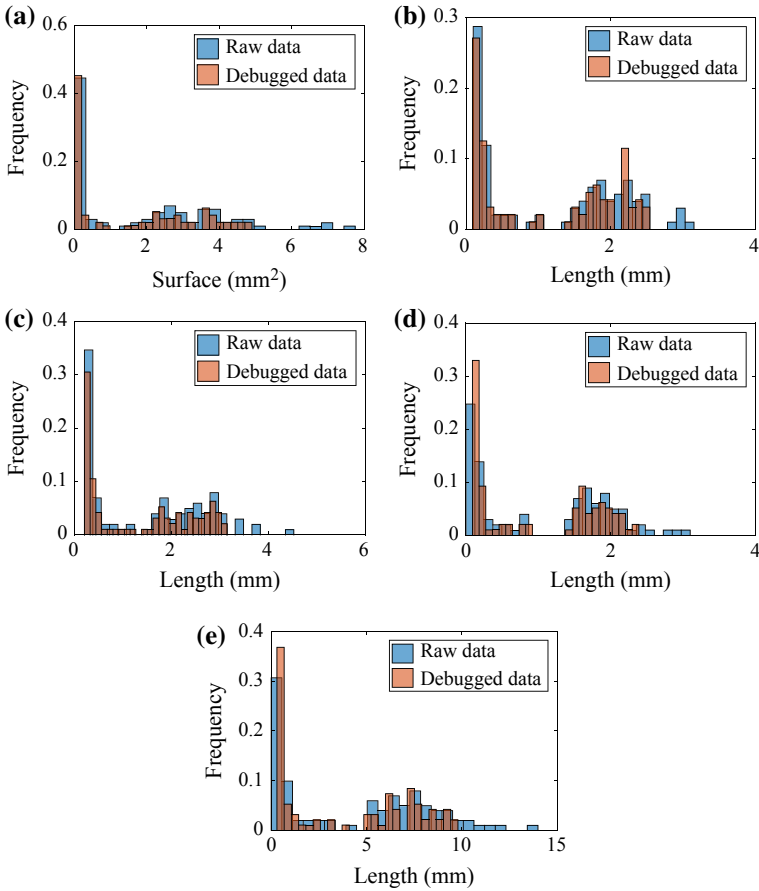 (a)
0.6
0.4
0.2
0
Frequency
Raw data
Debugged data
0 2 4 6 8
Surface (mm²)
(b)
0.3
0.2
0.1
0
Frequency
Raw data
Debugged data
0 2 4
Length (mm)
(c)
0.4
0.3
0.2
0.1
0
Frequency
Raw data
Debugged data
0 2 4 6
Length (mm)
(d)
0.4
0.3
0.2
0.1
0
Frequency
Raw data
Debugged data
0 2 4
Length (mm)
(e)
0.4
0.3
0.2
0.1
0
Frequency
Raw data
Debugged data
0 5 10 15
Length (mm)